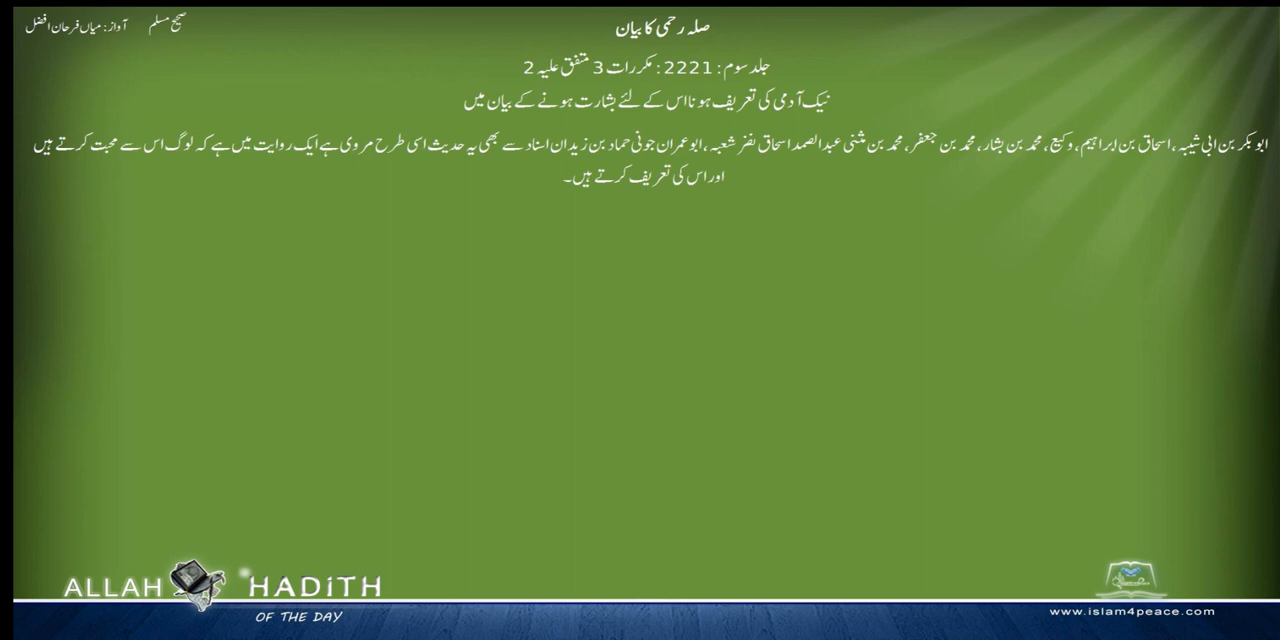 صحیح مسلم آواز: میاں فرحان افضل
صلہ رحمی کا بیان
جلد سوم : 2221 : مکررات 3 متفق علیہ 2
نیک آدمی کی تعریف ہونا اس کے لئے بشارت ہونے کے بیان میں
ابوبکر بن ابی شیبہ، اسحاق بن ابراہیم، وکیع، محمد بن بشار، محمد بن جعفر، محمد بن مثنی عبدالصمد اسحاق نضر شعبہ، ابوعمران جونی حماد بن زید ان اسناد سے بھی یہ حدیث اسی طرح مروی ہے ایک روایت میں ہے کہ لوگ اس سے محبت کرتے ہیں
اور اس کی تعریف کرتے ہیں۔
ALLAH HADITH
OF THE DAY
www.islam4peace.com